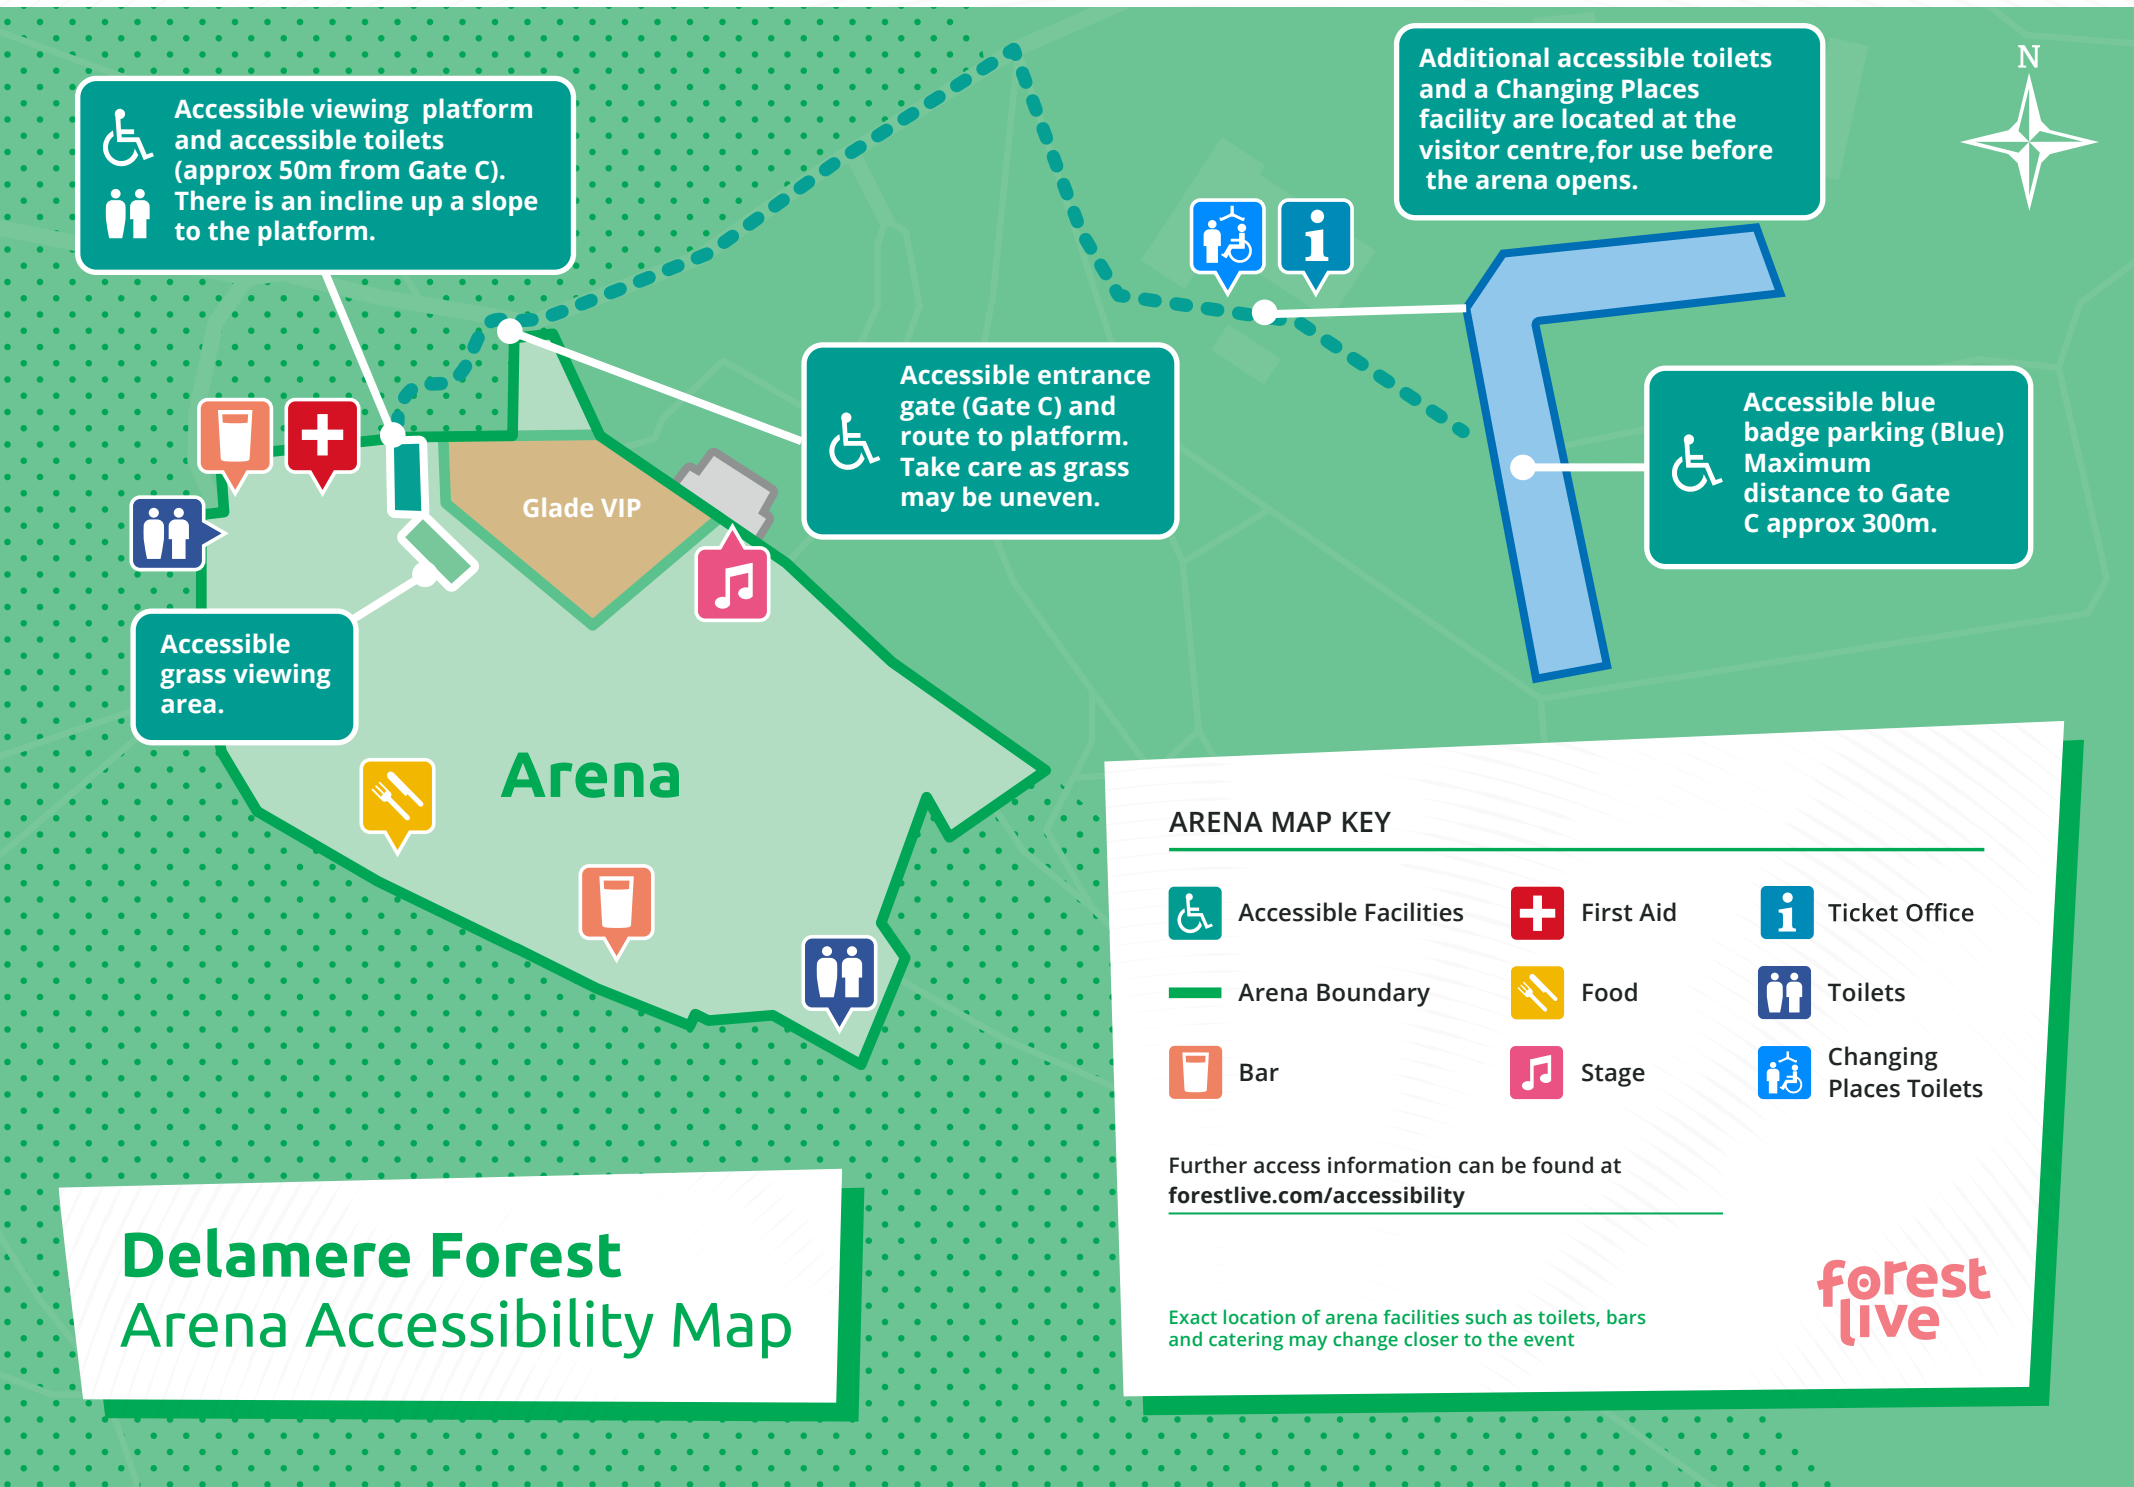 Accessible viewing platform
and accessible toilets
(approx 50m from Gate C).
There is an incline up a slope
to the platform.
Additional accessible toilets
and a Changing Places
facility are located at the
visitor centre,for use before
the arena opens.
N
Accessible entrance
gate (Gate C) and
route to platform.
Take care as grass
may be uneven.
Accessible blue
badge parking (Blue)
Maximum
distance to Gate
C approx 300m.
Glade VIP
Accessible
grass viewing
area.
Arena
ARENA MAP KEY
Accessible Facilities
First Aid
Ticket Office
Arena Boundary
Food
Toilets
Bar
Stage
Changing
Places Toilets
Further access information can be found at
forestlive.com/accessibility
Exact location of arena facilities such as toilets, bars
and catering may change closer to the event
forest
live
Delamere Forest
Arena Accessibility Map